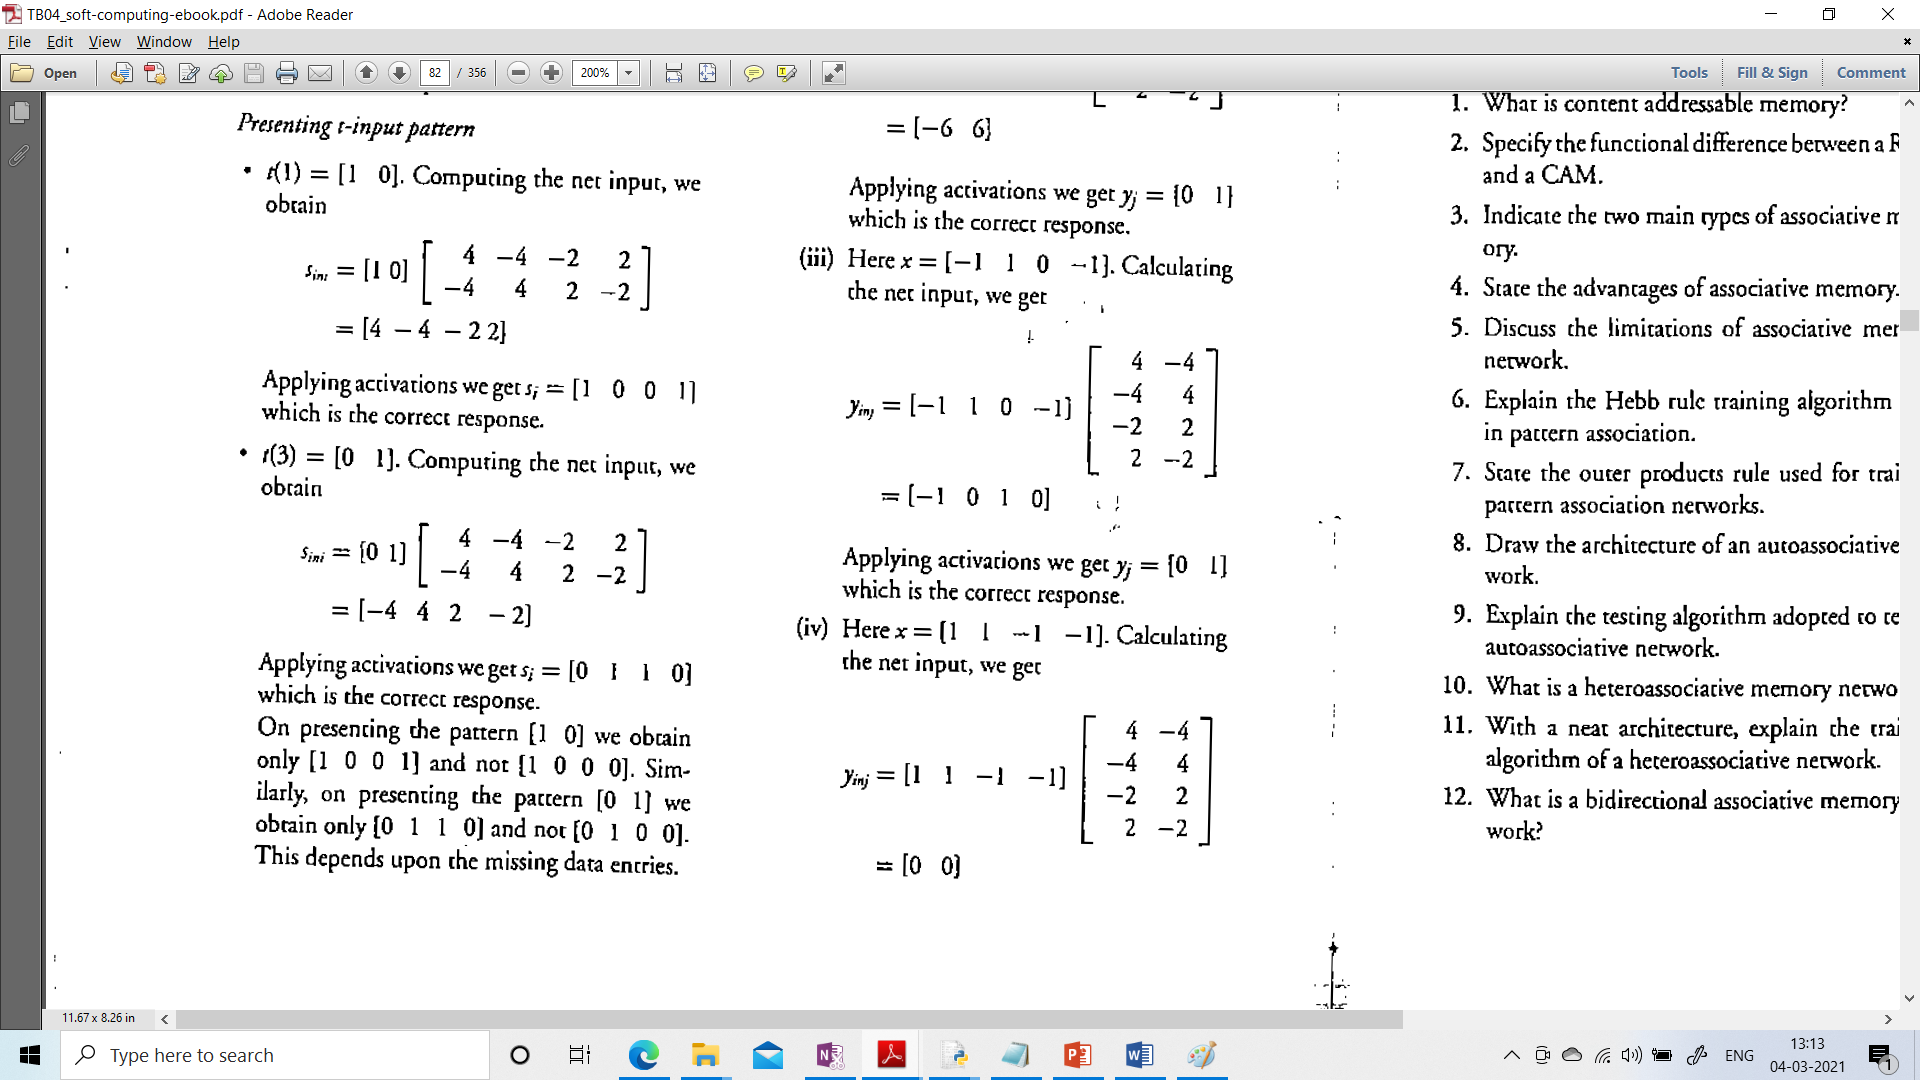 TB04_soft-computing-ebook.pdf - Adobe Reader
File Edit View Window Help
Open 82 / 356 200% Tools Fill & Sign Comment
Presenting t-input pattern
• t(1) = [1 0]. Computing the net input, we
obtain
s_inj = [1 0] [ 4 −4 −2 2
−4 4 2 −2 ]
= [4 − 4 − 2 2]
Applying activations we get s_j = [1 0 0 1]
which is the correct response.
• t(3) = [0 1]. Computing the net input, we
obtain
s_inj = [0 1] [ 4 −4 −2 2
−4 4 2 −2 ]
= [−4 4 2 − 2]
Applying activations we get s_j = [0 1 1 0]
which is the correct response.
On presenting the pattern [1 0] we obtain
only [1 0 0 1] and not [1 0 0 0]. Sim-
ilarly, on presenting the pattern [0 1] we
obtain only [0 1 1 0] and not [0 1 0 0].
This depends upon the missing data entries.
= [−6 6]
Applying activations we get y_j = [0 1]
which is the correct response.
(iii) Here x = [−1 1 0 −1]. Calculating
the net input, we get
y_inj = [−1 1 0 −1] [ 4 −4
−4 4
−2 2
2 −2 ]
= [−1 0 1 0]
Applying activations we get y_j = [0 1]
which is the correct response.
(iv) Here x = [1 1 −1 −1]. Calculating
the net input, we get
y_inj = [1 1 −1 −1] [ 4 −4
−4 4
−2 2
2 −2 ]
= [0 0]
1. What is content addressable memory?
2. Specify the functional difference between a R
and a CAM.
3. Indicate the two main types of associative m
ory.
4. State the advantages of associative memory.
5. Discuss the limitations of associative mer
network.
6. Explain the Hebb rule training algorithm
in pattern association.
7. State the outer products rule used for trai
pattern association networks.
8. Draw the architecture of an autoassociative
work.
9. Explain the testing algorithm adopted to te
autoassociative network.
10. What is a heteroassociative memory netwo
11. With a neat architecture, explain the trai
algorithm of a heteroassociative network.
12. What is a bidirectional associative memory
work?
11.67 x 8.26 in
Type here to search
ENG
13:13
04-03-2021
1